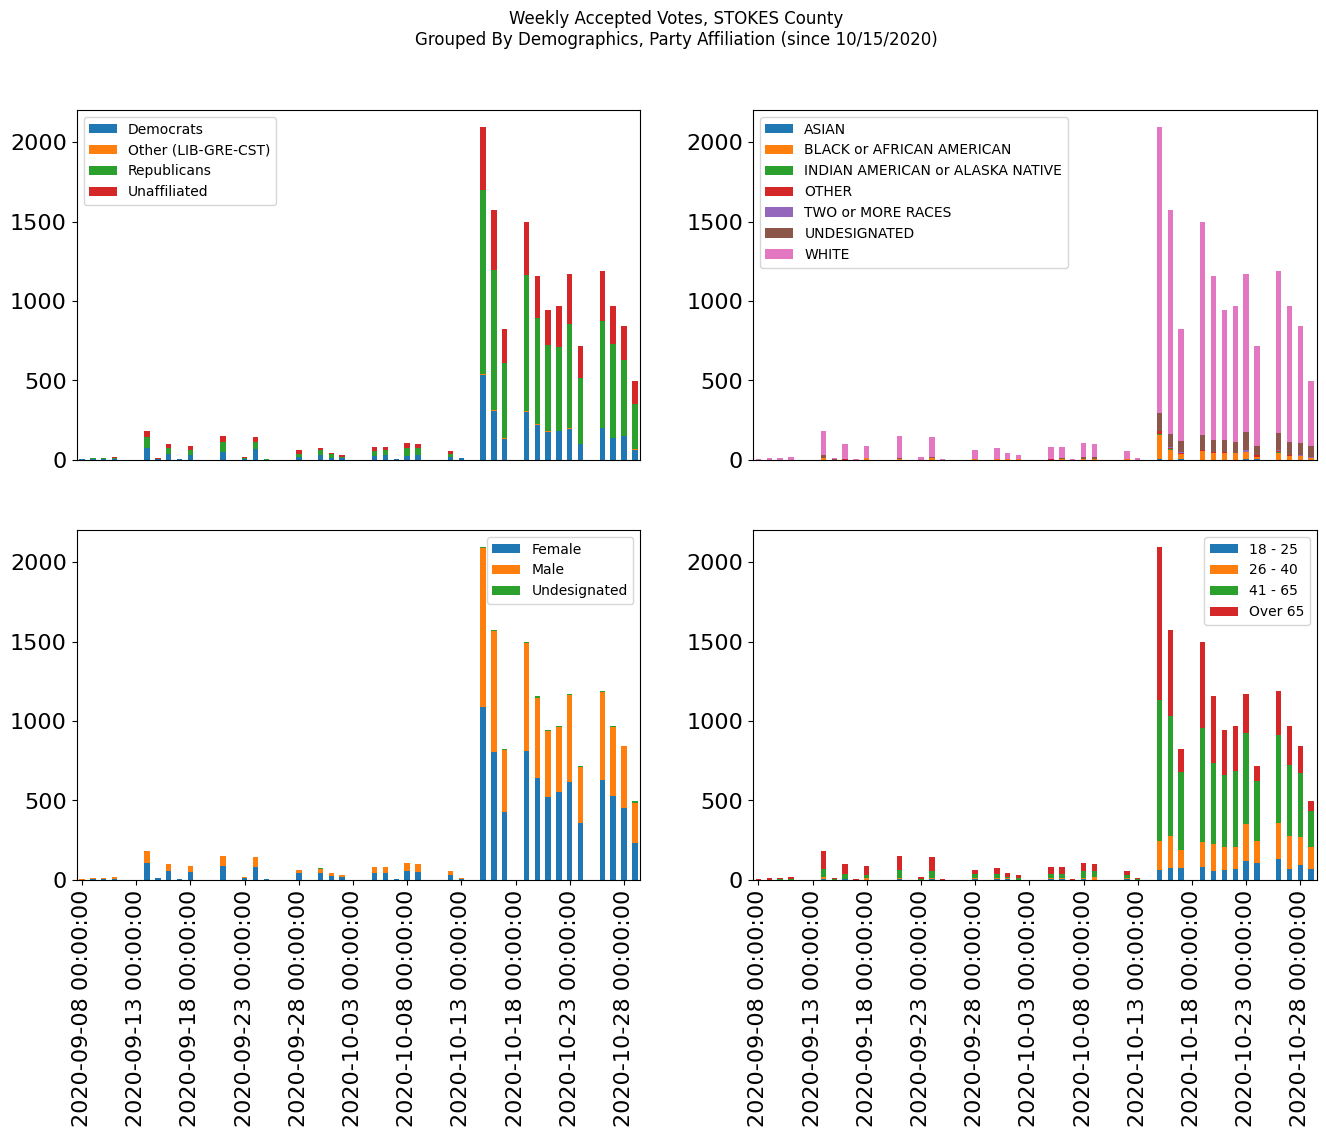 Weekly Accepted Votes, STOKES County
Grouped By Demographics, Party Affiliation (since 10/15/2020)
2000
1500
1000
500
0
Democrats
Other (LIB-GRE-CST)
Republicans
Unaffiliated
2000
1500
1000
500
0
ASIAN
BLACK or AFRICAN AMERICAN
INDIAN AMERICAN or ALASKA NATIVE
OTHER
TWO or MORE RACES
UNDESIGNATED
WHITE
2000
1500
1000
500
0
Female
Male
Undesignated
2020-09-08 00:00:00
2020-09-13 00:00:00
2020-09-18 00:00:00
2020-09-23 00:00:00
2020-09-28 00:00:00
2020-10-03 00:00:00
2020-10-08 00:00:00
2020-10-13 00:00:00
2020-10-18 00:00:00
2020-10-23 00:00:00
2020-10-28 00:00:00
2000
1500
1000
500
0
18 - 25
26 - 40
41 - 65
Over 65
2020-09-08 00:00:00
2020-09-13 00:00:00
2020-09-18 00:00:00
2020-09-23 00:00:00
2020-09-28 00:00:00
2020-10-03 00:00:00
2020-10-08 00:00:00
2020-10-13 00:00:00
2020-10-18 00:00:00
2020-10-23 00:00:00
2020-10-28 00:00:00